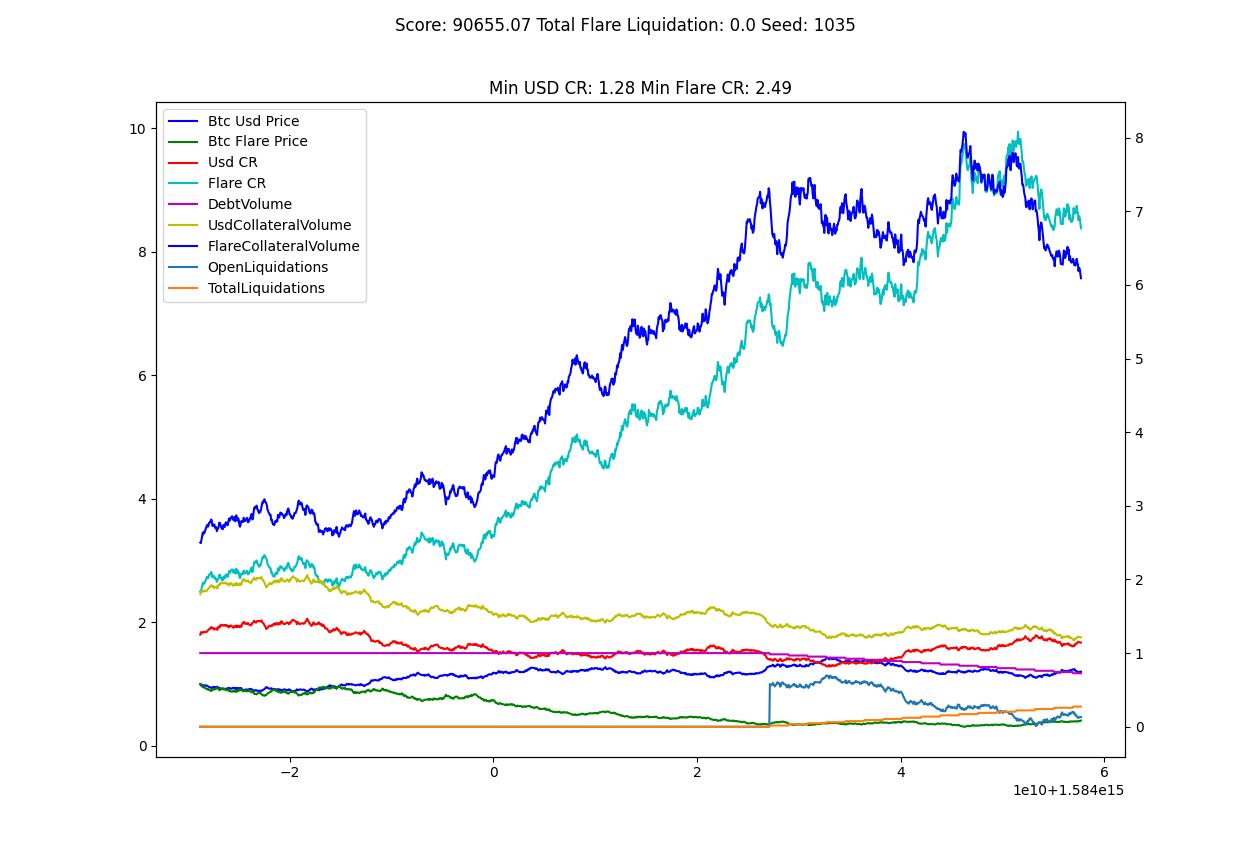 Score: 90655.07 Total Flare Liquidation: 0.0 Seed: 1035
Min USD CR: 1.28 Min Flare CR: 2.49
Btc Usd Price
Btc Flare Price
Usd CR
Flare CR
DebtVolume
UsdCollateralVolume
FlareCollateralVolume
OpenLiquidations
TotalLiquidations
10
8
6
4
2
0
8
7
6
5
4
3
2
1
0
−2
0
2
4
6
1e10+1.584e15